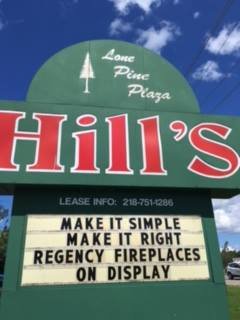 Lone
Pine
Plaza
Hill's
LEASE INFO: 218-751-1286
MAKE IT SIMPLE
MAKE IT RIGHT
REGENCY FIREPLACES
ON DISPLAY